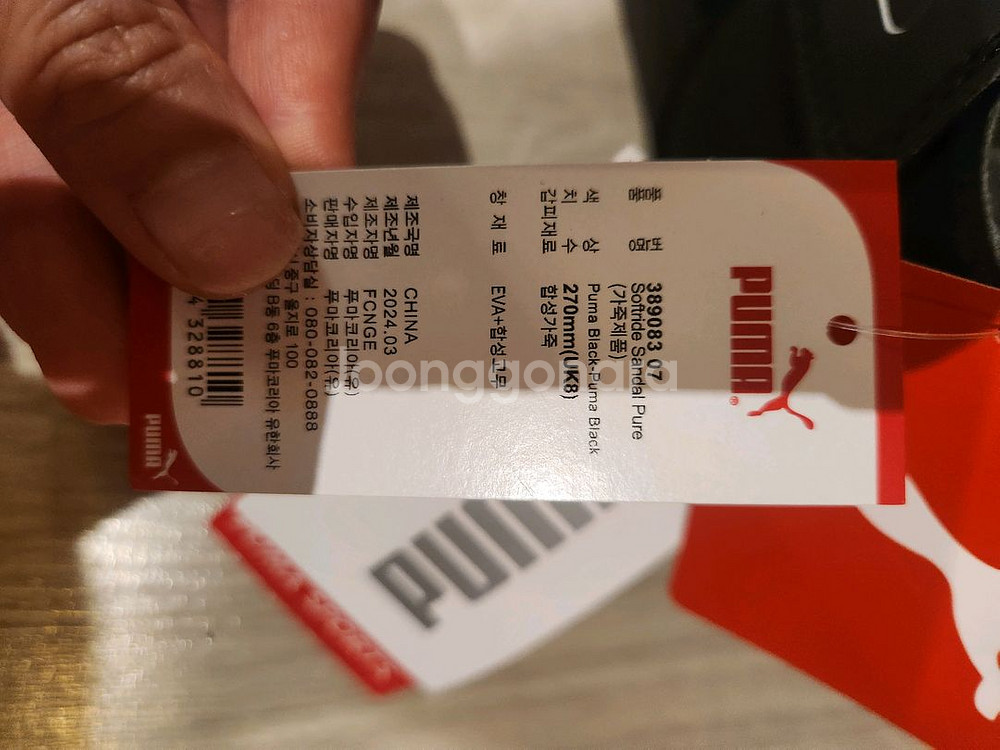 PUMA®
품 번 389083 07
품 명 Softride Sandal Pure
(가죽제품)
색 상 Puma Black-Puma Black
치 수 270mm(UK8)
갑피재료 합성가죽
창 재 료 EVA+합성고무
제조국명 CHINA
제조년월 2024.03
제조자명 FCNGE
수입자명 푸마코리아(유)
판매자명 푸마코리아(유)
소비자상담실 : 080-082-0888
중구 을지로 100
B동 6층 푸마코리아 유한회사
4 328810
PUMA
PUMA
loonggorata